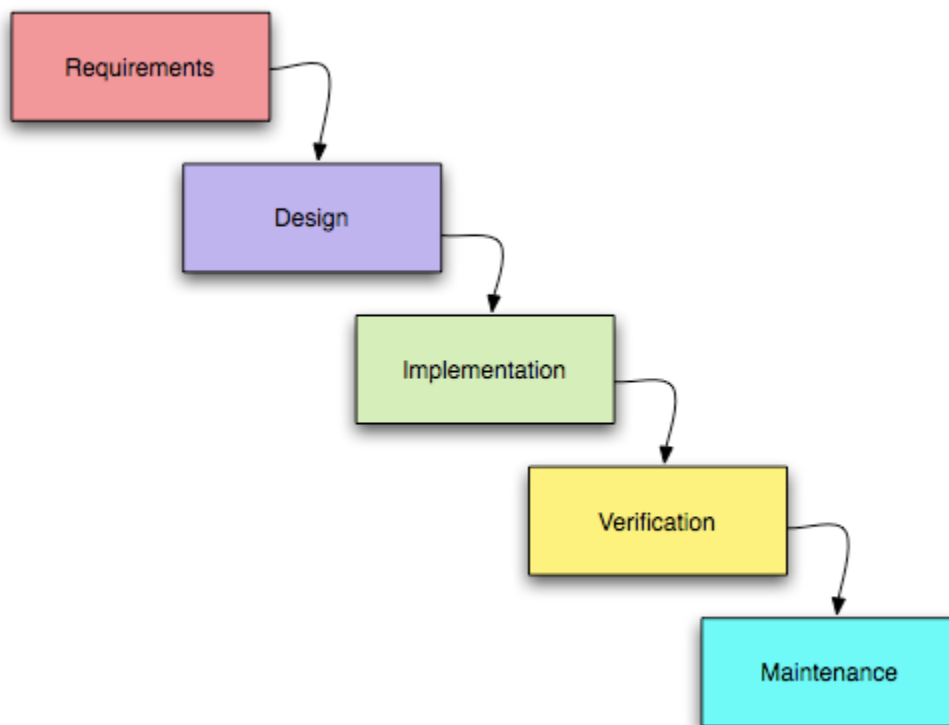 Requirements
Design
Implementation
Verification
Maintenance